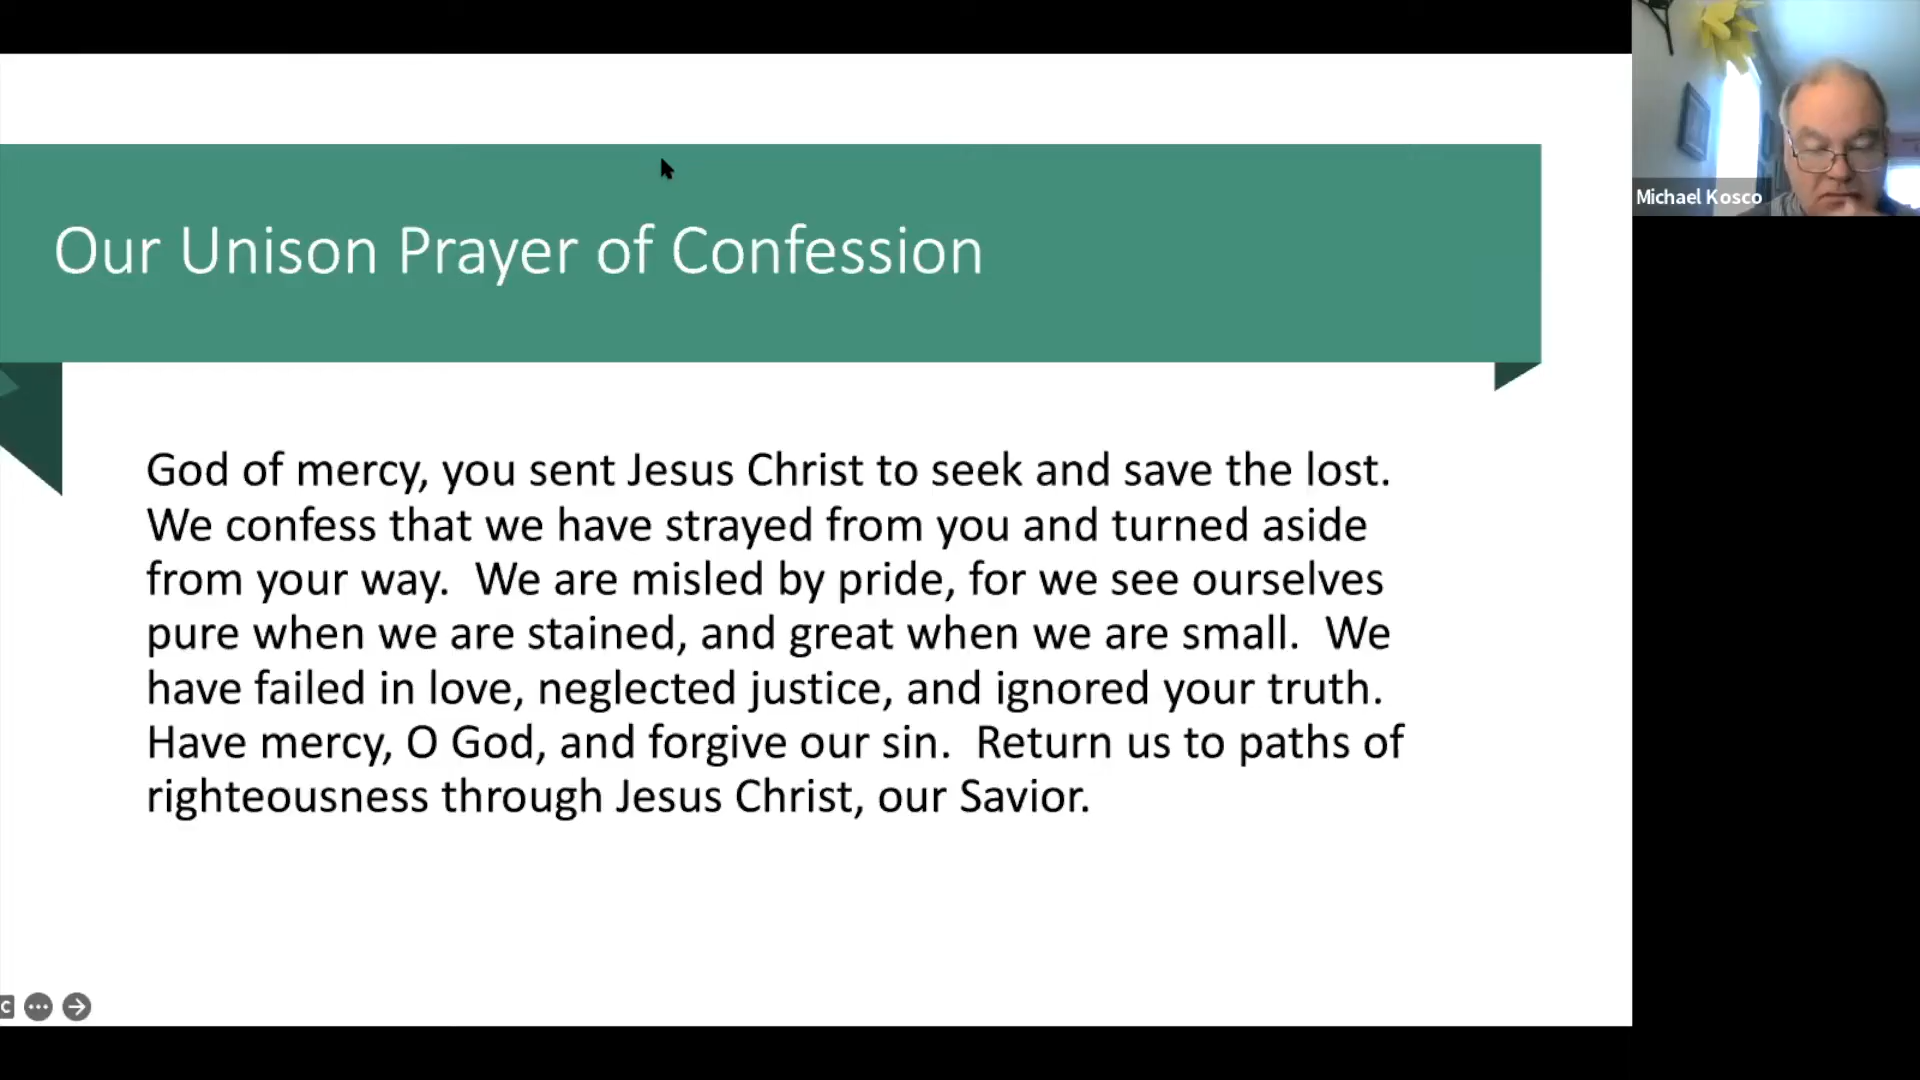 Our Unison Prayer of Confession
God of mercy, you sent Jesus Christ to seek and save the lost.
We confess that we have strayed from you and turned aside
from your way.  We are misled by pride, for we see ourselves
pure when we are stained, and great when we are small.  We
have failed in love, neglected justice, and ignored your truth.
Have mercy, O God, and forgive our sin.  Return us to paths of
righteousness through Jesus Christ, our Savior.
Michael Kosco